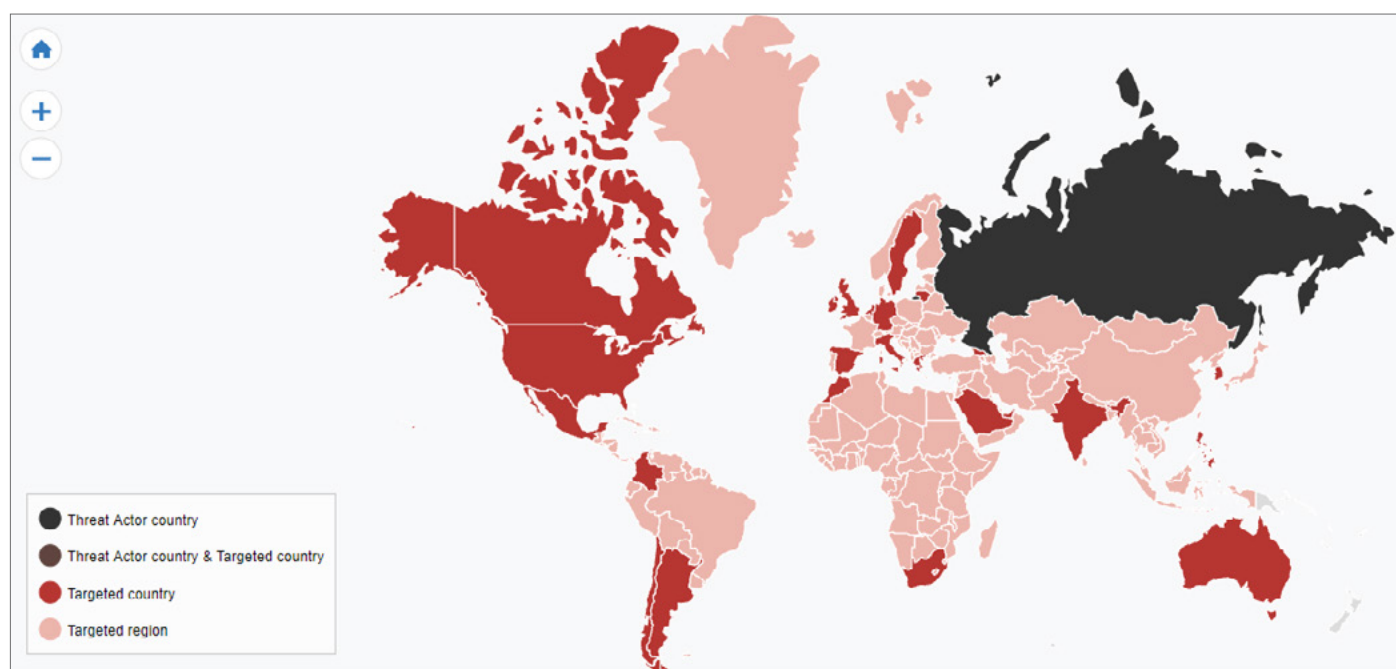 Threat Actor country
Threat Actor country & Targeted country
Targeted country
Targeted region